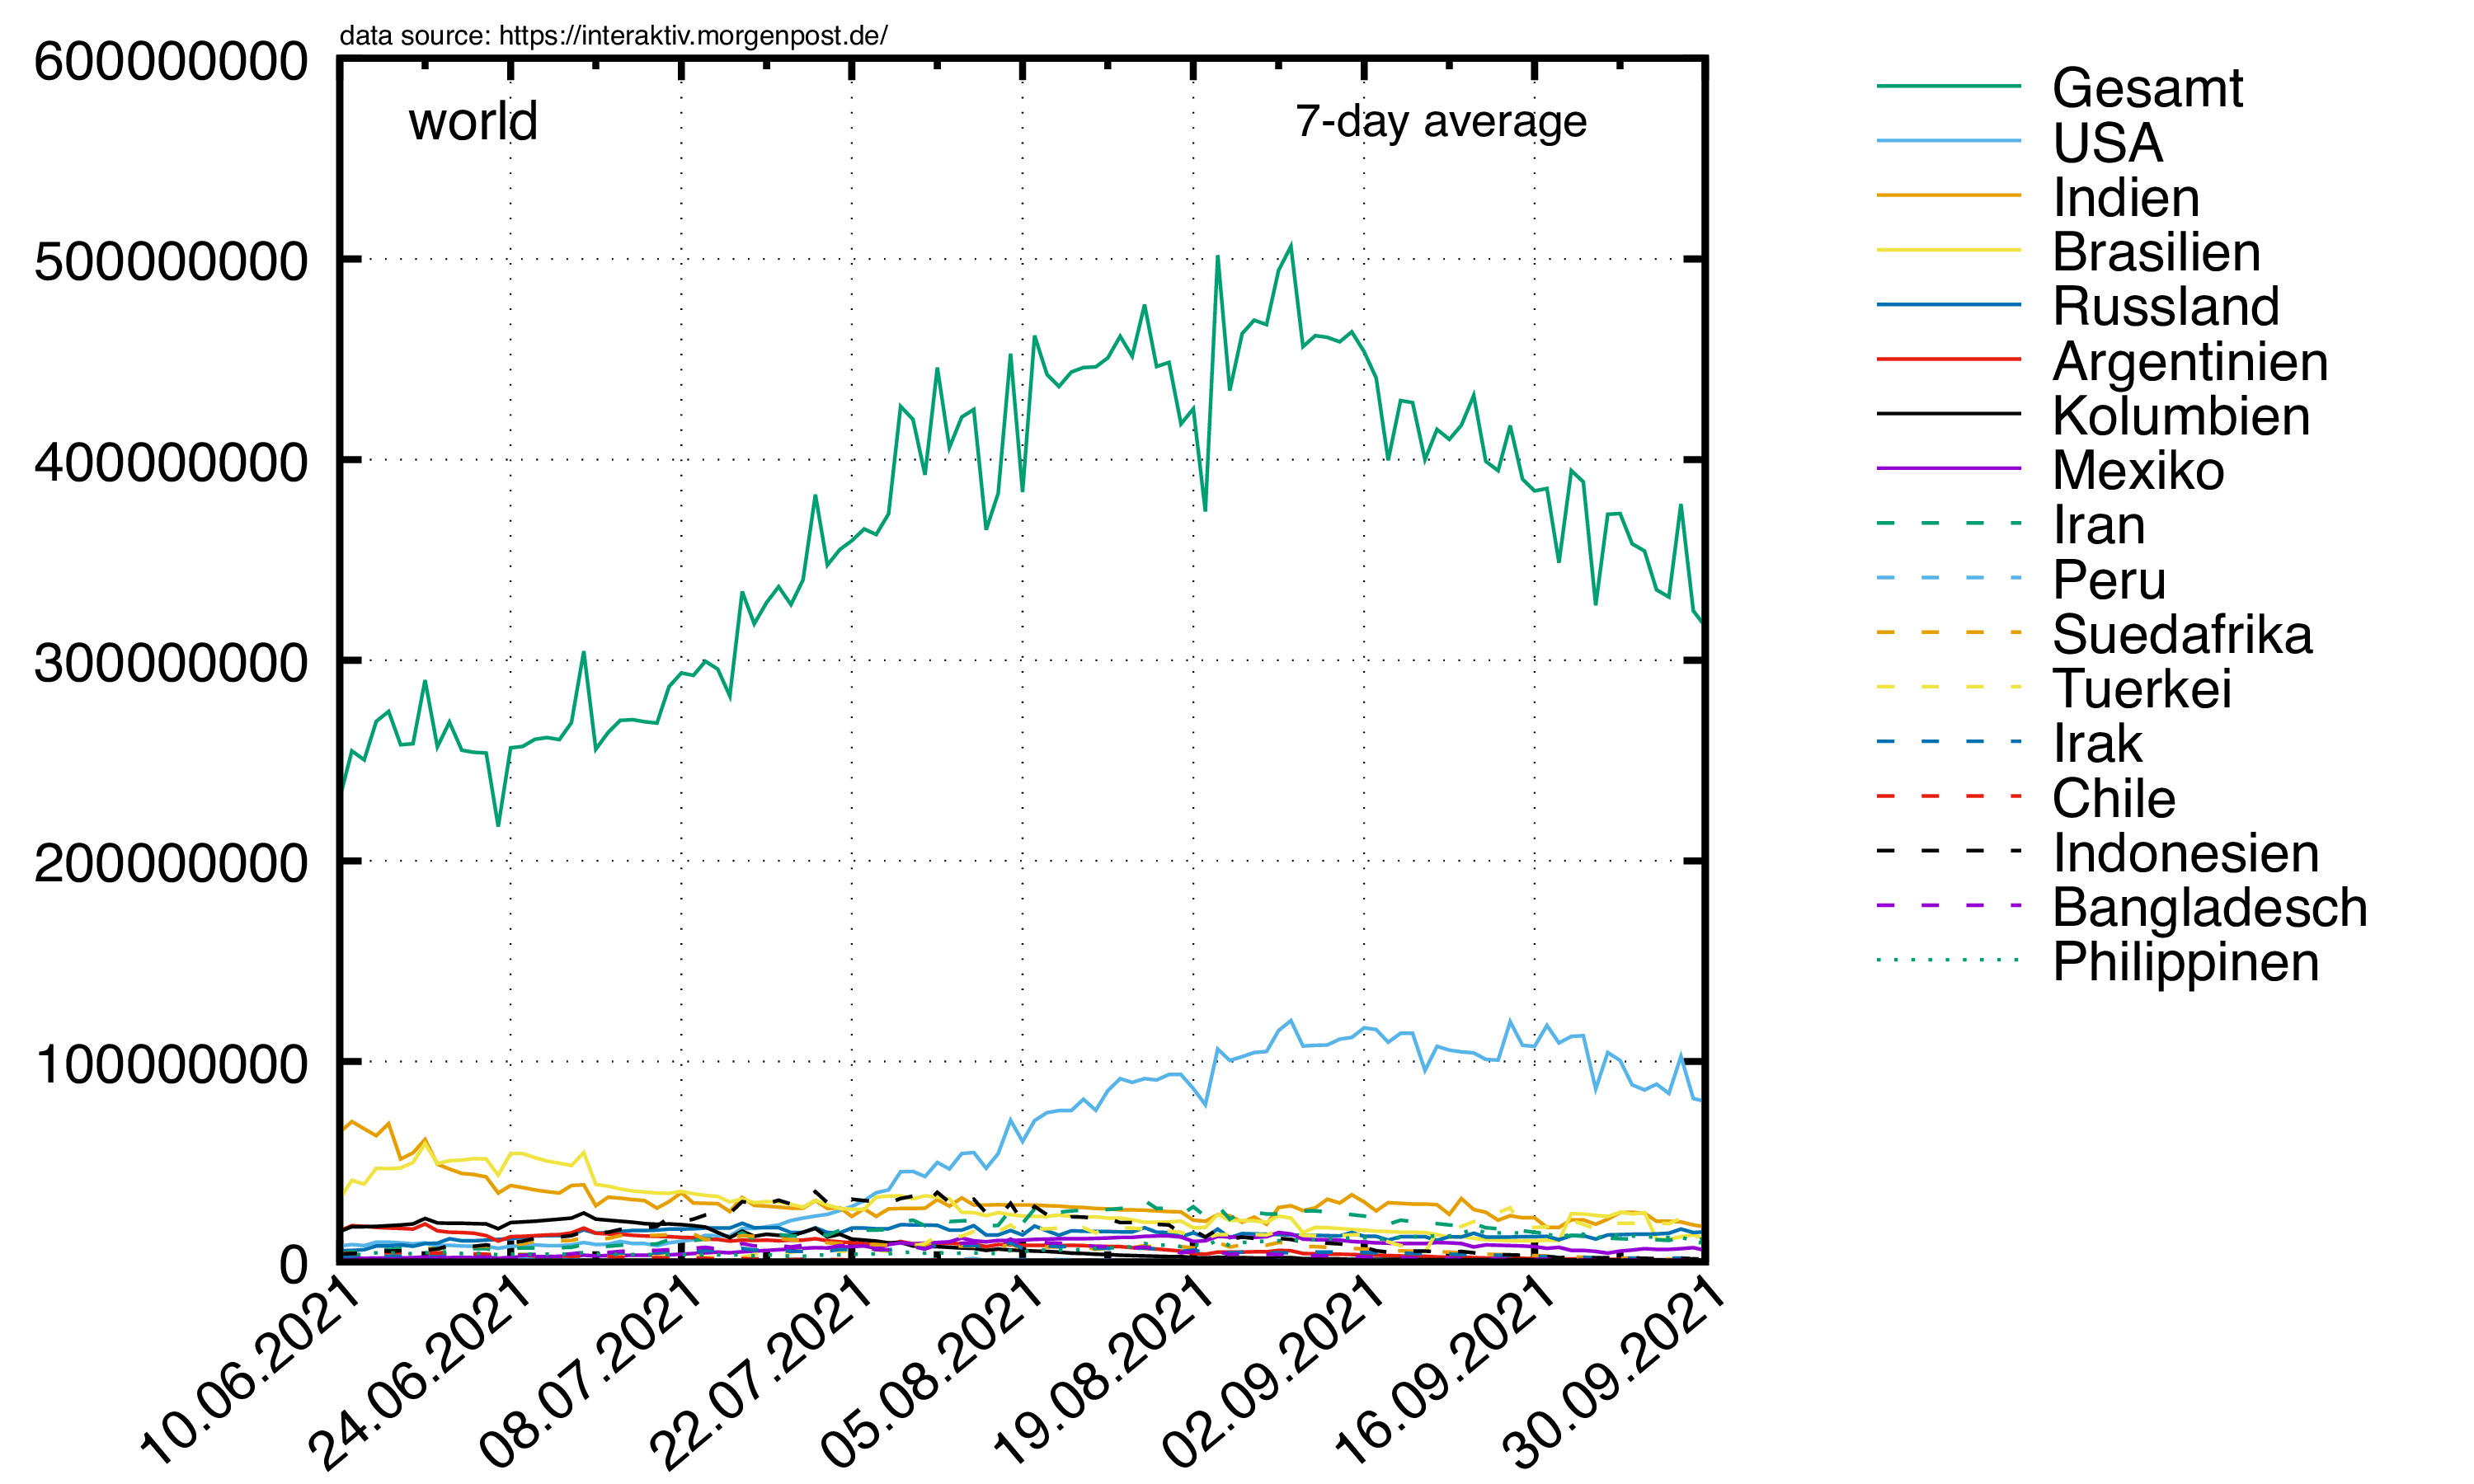 data source: https://interaktiv.morgenpost.de/
world
7-day average
600000000
500000000
400000000
300000000
200000000
100000000
0
10.06.2021
24.06.2021
08.07.2021
22.07.2021
05.08.2021
19.08.2021
02.09.2021
16.09.2021
30.09.2021
Gesamt
USA
Indien
Brasilien
Russland
Argentinien
Kolumbien
Mexiko
Iran
Peru
Suedafrika
Tuerkei
Irak
Chile
Indonesien
Bangladesch
Philippinen